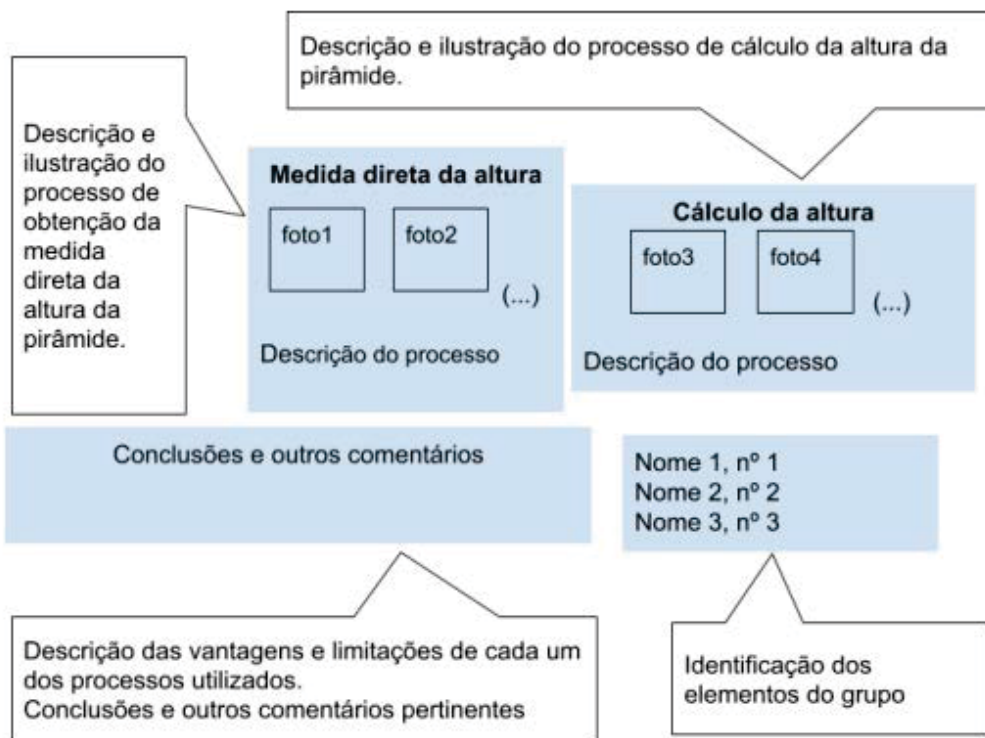 Descrição e ilustração do processo de cálculo da altura da
pirâmide.
Descrição e
ilustração do
processo de
obtenção da
medida
direta da
altura da
pirâmide.
Medida direta da altura
foto1
foto2
(...)
Descrição do processo
Cálculo da altura
foto3
foto4
(...)
Descrição do processo
Conclusões e outros comentários
Nome 1, nº 1
Nome 2, nº 2
Nome 3, nº 3
Descrição das vantagens e limitações de cada um
dos processos utilizados.
Conclusões e outros comentários pertinentes
Identificação dos
elementos do grupo